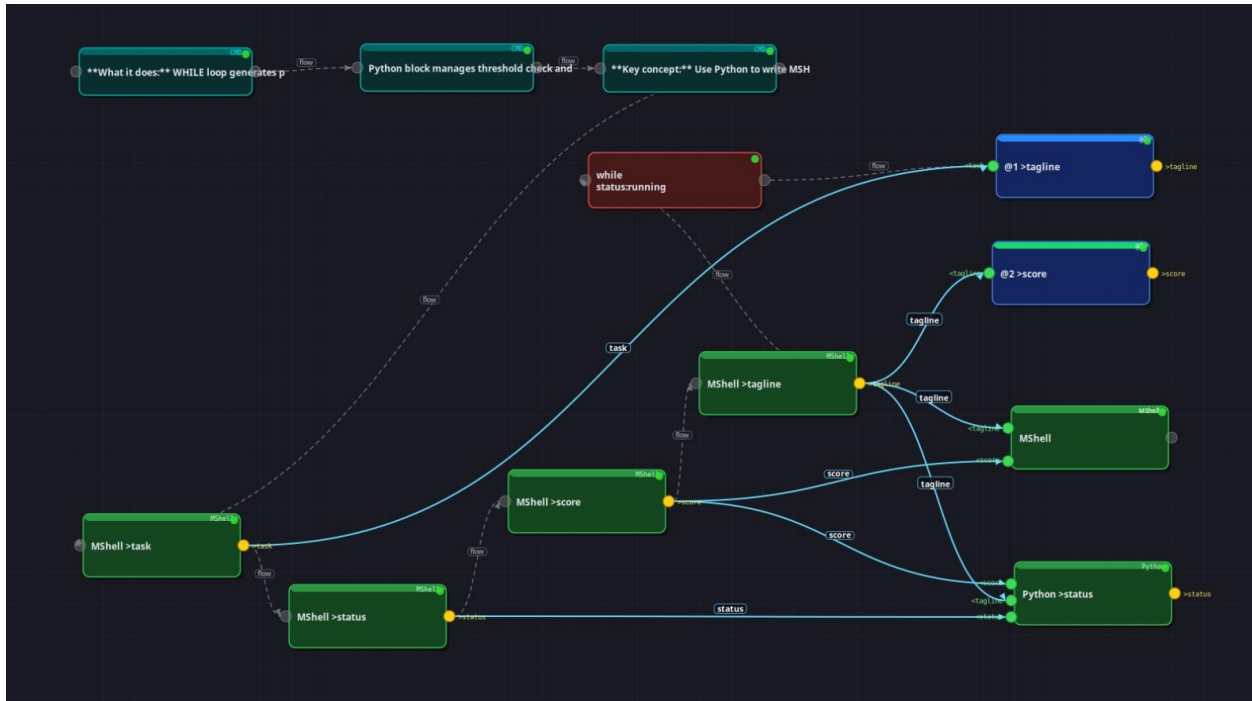 CMD
**What it does:** WHILE loop generates p
flow
CMD
Python block manages threshold check and
flow
CMD
**Key concept:** Use Python to write MSH
while
status:running
flow
@1 >tagline
>tagline
flow
<tagline
@2 >score
>score
flow
tagline
task
MShell
MShell >tagline
>tagline
tagline
MShell
<tagline
MShell
<score
flow
MShell
MShell >score
>score
score
tagline
MShell
MShell >task
>task
score
flow
flow
MShell
MShell >status
>status
status
Python
<score
<tagline
<status
Python >status
>status